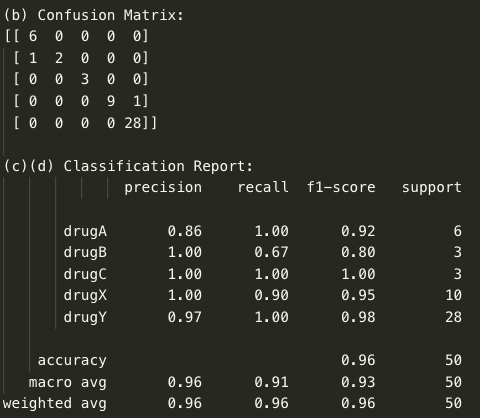 (b) Confusion Matrix:
[[ 6  0  0  0  0]
 [ 1  2  0  0  0]
 [ 0  0  3  0  0]
 [ 0  0  0  9  1]
 [ 0  0  0  0 28]]
(c)(d) Classification Report:
              precision    recall  f1-score   support
       drugA       0.86      1.00      0.92         6
       drugB       1.00      0.67      0.80         3
       drugC       1.00      1.00      1.00         3
       drugX       1.00      0.90      0.95        10
       drugY       0.97      1.00      0.98        28
    accuracy                           0.96        50
   macro avg       0.96      0.91      0.93        50
weighted avg       0.96      0.96      0.96        50